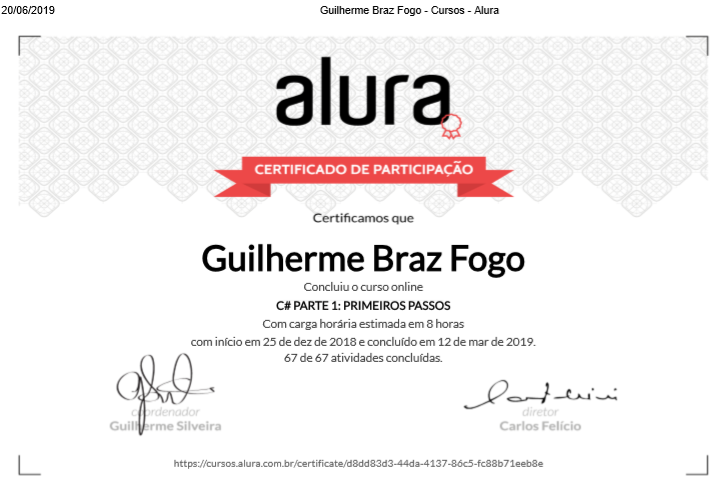 20/06/2019 Guilherme Braz Fogo - Cursos - Alura
alura
CERTIFICADO DE PARTICIPAÇÃO
Certificamos que
Guilherme Braz Fogo
Concluiu o curso online
C# PARTE 1: PRIMEIROS PASSOS
Com carga horária estimada em 8 horas
com início em 25 de dez de 2018 e concluído em 12 de mar de 2019.
67 de 67 atividades concluídas.
coordenador
Guilherme Silveira
diretor
Carlos Felício
https://cursos.alura.com.br/certificate/d8dd83d3-44da-4137-86c5-fc88b71eeb8e